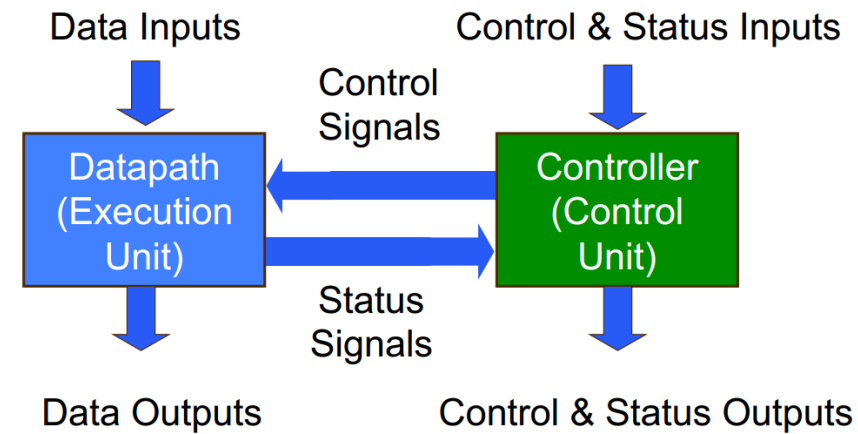 Data Inputs
Control & Status Inputs
Control
Signals
Datapath
(Execution
Unit)
Controller
(Control
Unit)
Status
Signals
Data Outputs
Control & Status Outputs